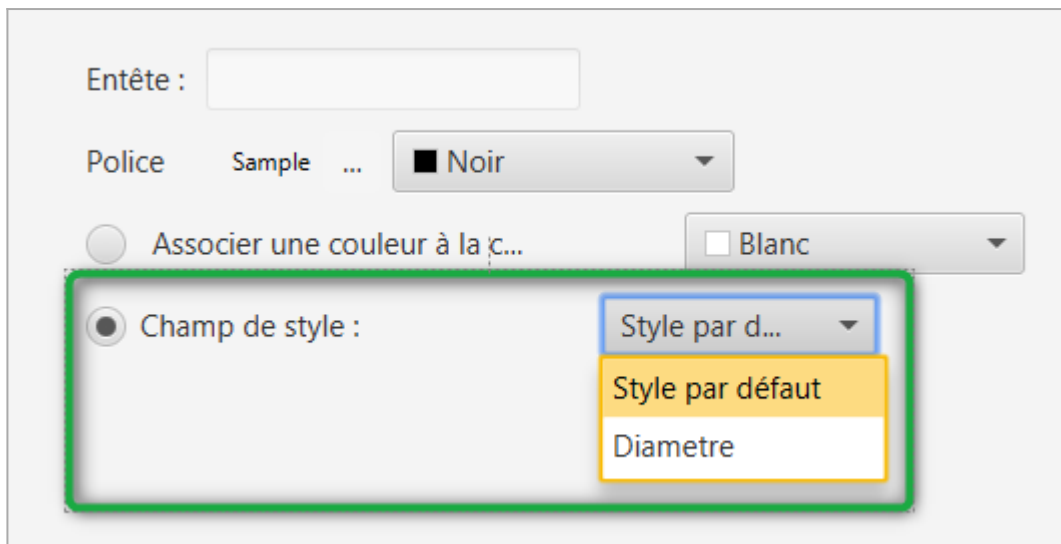 Entête :
Police Sample ... Noir
Associer une couleur à la c... Blanc
Champ de style : Style par d...
Style par défaut
Diametre